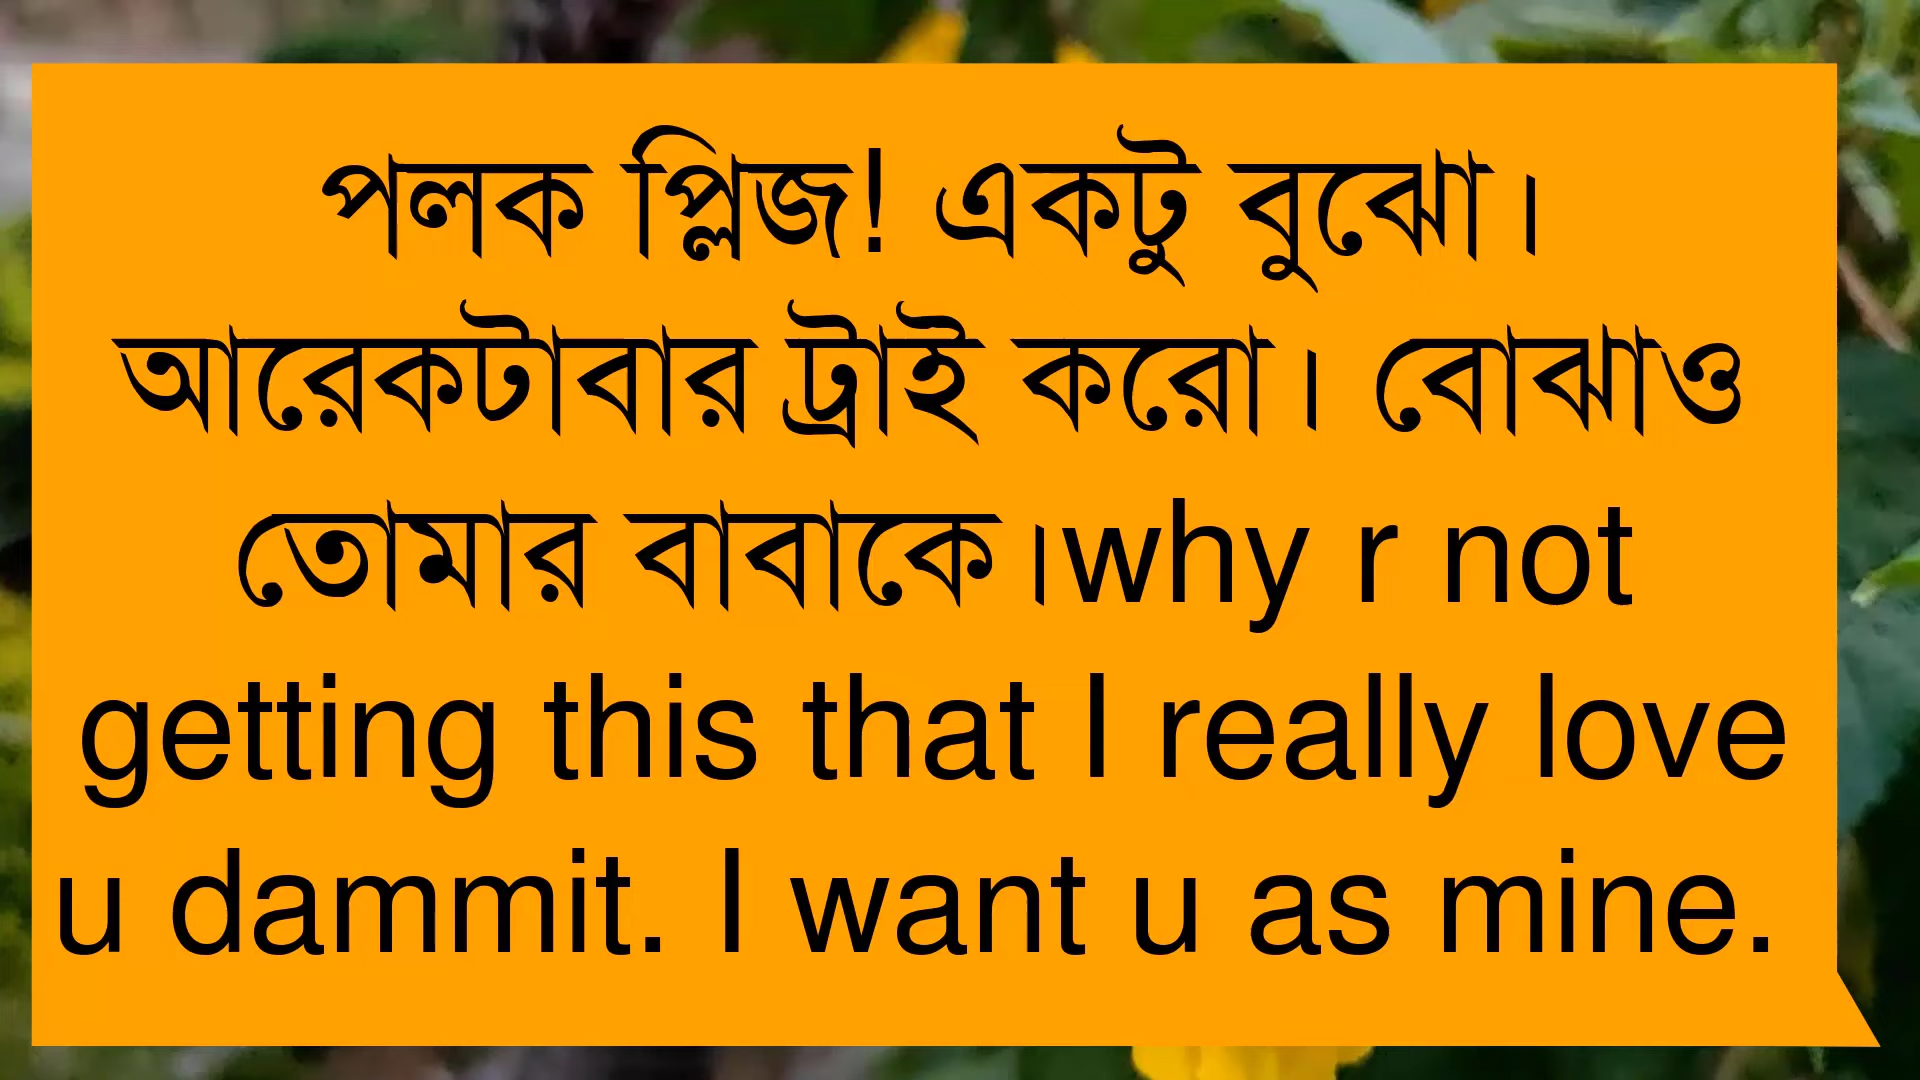 পলক প্লিজ! একটু বুঝো।
আরেকটাবার ট্রাই করো। বোঝাও
তোমার বাবাকে।why r not
getting this that I really love
u dammit. I want u as mine.